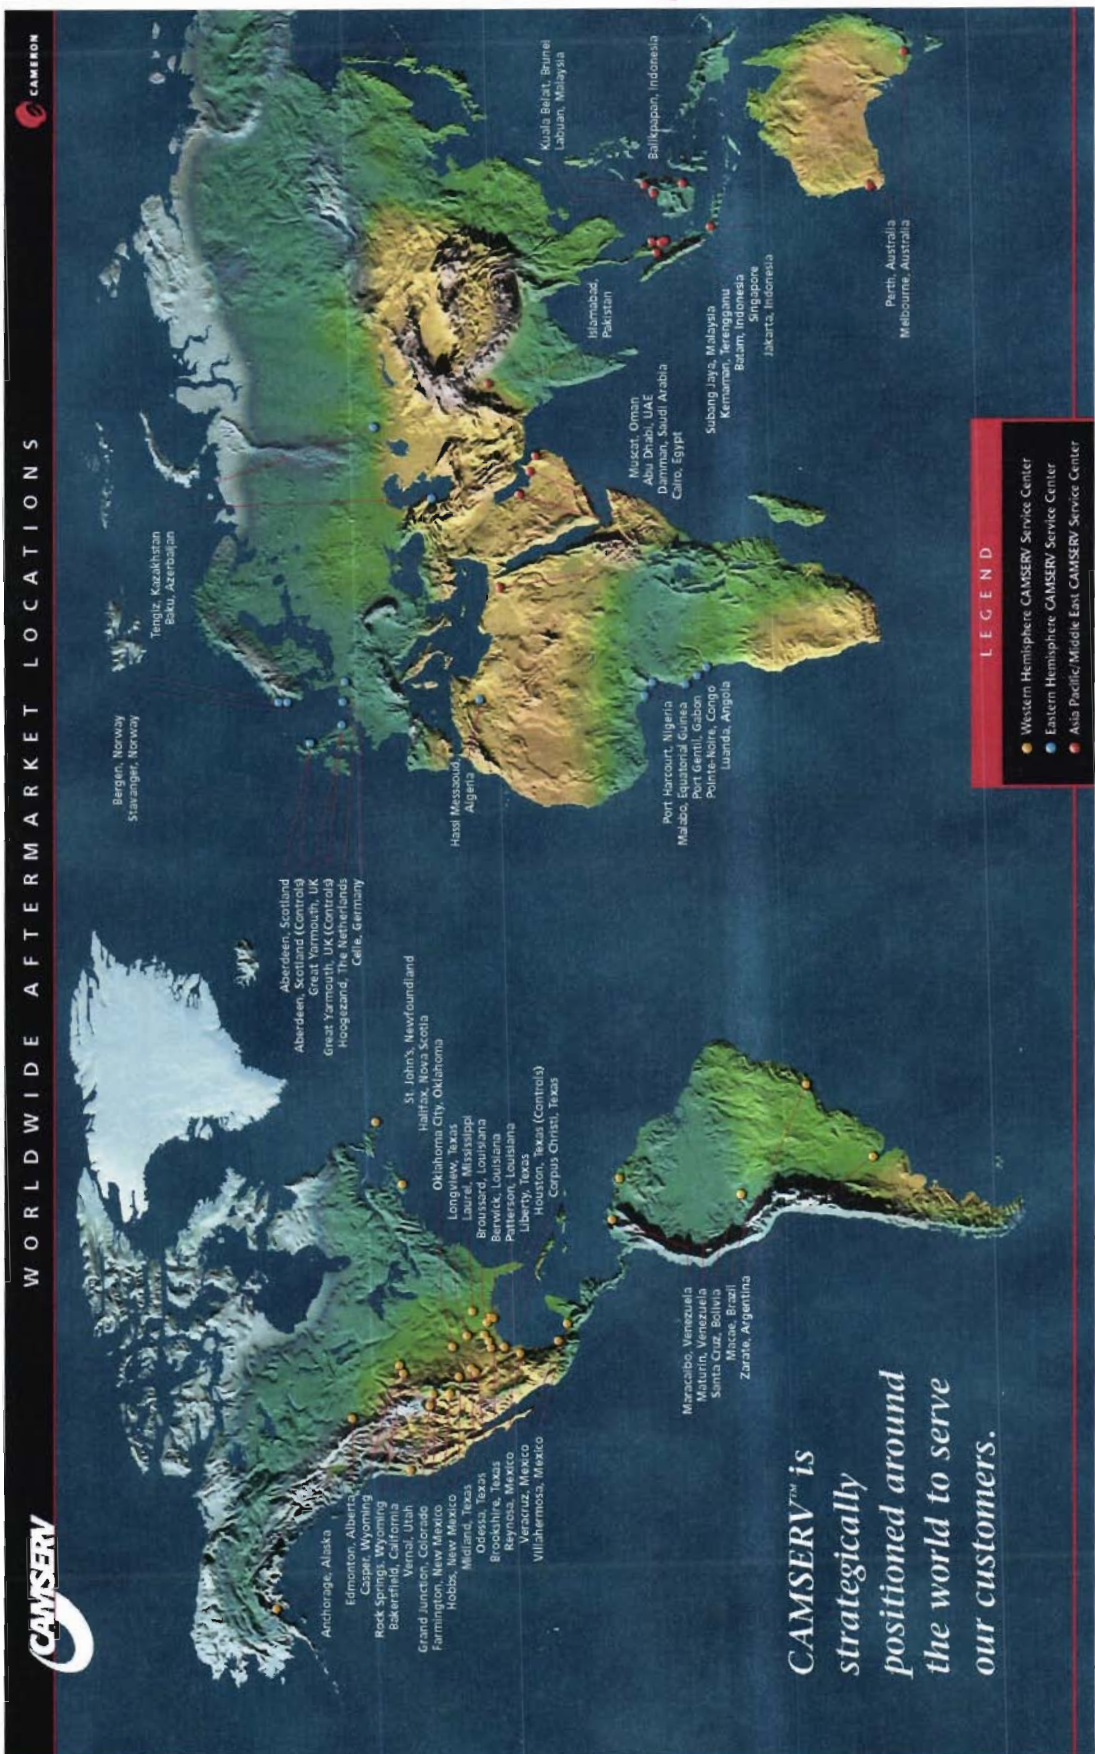 CAMSERV
WORLDWIDE AFTERMARKET LOCATIONS
CAMERON
Anchorage, Alaska
Edmonton, Alberta
Casper, Wyoming
Rock Springs, Wyoming
Bakersfield, California
Vernal, Utah
Grand Junction, Colorado
Farmington, New Mexico
Hobbs, New Mexico
Midland, Texas
Odessa, Texas
Brookshire, Texas
Reynosa, Mexico
Veracruz, Mexico
Villahermosa, Mexico
St. John's, Newfoundland
Halifax, Nova Scotia
Oklahoma City, Oklahoma
Longview, Texas
Laurel, Mississippi
Broussard, Louisiana
Berwick, Louisiana
Patterson, Louisiana
Liberty, Texas
Houston, Texas (Controls)
Corpus Christi, Texas
Maracaibo, Venezuela
Maturin, Venezuela
Santa Cruz, Bolivia
Macae, Brazil
Zarate, Argentina
Aberdeen, Scotland
Aberdeen, Scotland (Controls)
Great Yarmouth, UK
Great Yarmouth, UK (Controls)
Hoogezand, The Netherlands
Celle, Germany
Bergen, Norway
Stavanger, Norway
Tengiz, Kazakhstan
Baku, Azerbaijan
Hassi Messaoud,
Algeria
Port Harcourt, Nigeria
Malabo, Equatorial Guinea
Port Gentil, Gabon
Pointe-Noire, Congo
Luanda, Angola
Muscat, Oman
Abu Dhabi, UAE
Damman, Saudi Arabia
Cairo, Egypt
Islamabad,
Pakistan
Kuala Belait, Brunei
Labuan, Malaysia
Balikpapan, Indonesia
Subang Jaya, Malaysia
Kemaman, Terengganu
Batam, Indonesia
Singapore
Jakarta, Indonesia
Perth, Australia
Melbourne, Australia
CAMSERV™ is
strategically
positioned around
the world to serve
our customers.
LEGEND
Western Hemisphere CAMSERV Service Center
Eastern Hemisphere CAMSERV Service Center
Asia Pacific/Middle East CAMSERV Service Center